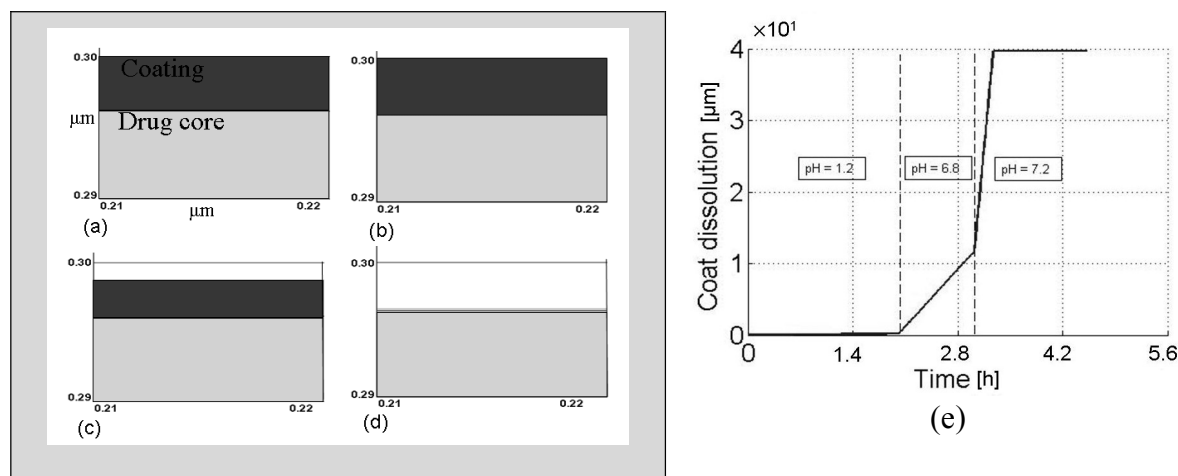 0.30
Coating
μm
Drug core
0.29
0.21
μm
0.22
(a)
0.30
0.29
0.21
0.22
(b)
0.30
0.29
0.21
0.22
(c)
0.30
0.29
0.21
0.22
(d)
×10¹
4
3
2
1
0
Coat dissolution [μm]
pH = 1.2
pH = 6.8
pH = 7.2
0
1.4
2.8
4.2
5.6
Time [h]
(e)